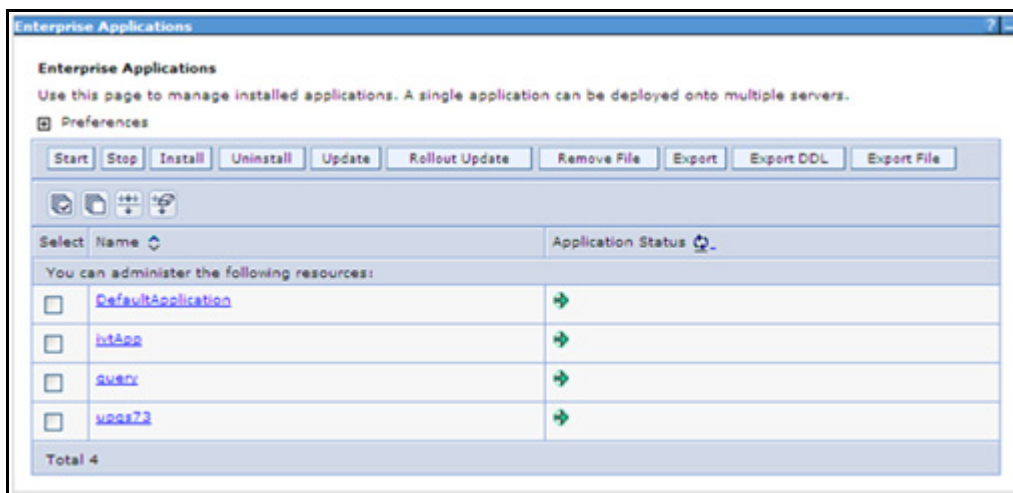 Enterprise Applications ? _
Enterprise Applications
Use this page to manage installed applications. A single application can be deployed onto multiple servers.
Preferences
Start Stop Install Uninstall Update Rollout Update Remove File Export Export DDL Export File
Select Name Application Status
You can administer the following resources:
DefaultApplication
ivtApp
query
upgs73
Total 4